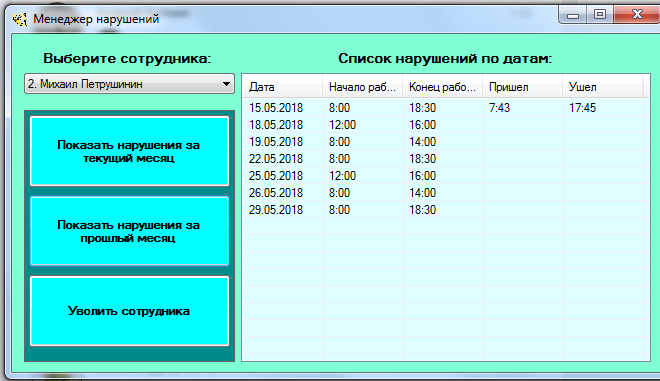 Менеджер нарушений
Выберите сотрудника:
2. Михаил Петрушинин
Показать нарушения за
текущий месяц
Показать нарушения за
прошлый месяц
Уволить сотрудника
Список нарушений по датам:
Дата Начало раб... Конец рабо... Пришел Ушел
15.05.2018 8:00 18:30 7:43 17:45
18.05.2018 12:00 16:00
19.05.2018 8:00 14:00
22.05.2018 8:00 18:30
25.05.2018 12:00 16:00
26.05.2018 8:00 14:00
29.05.2018 8:00 18:30